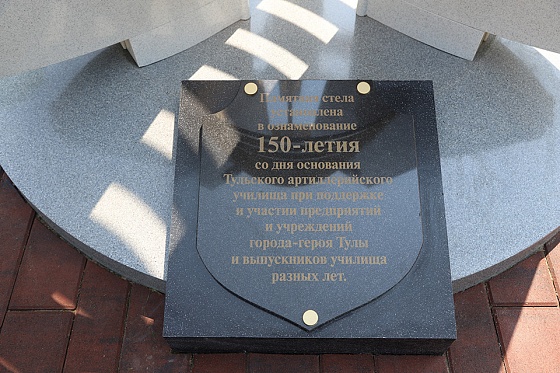 Памятная стела
установлена
в ознаменование
150-летия
со дня основания
Тульского артиллерийского
училища при поддержке
и участии предприятий
и учреждений
города-героя Тулы
и выпускников училища
разных лет.